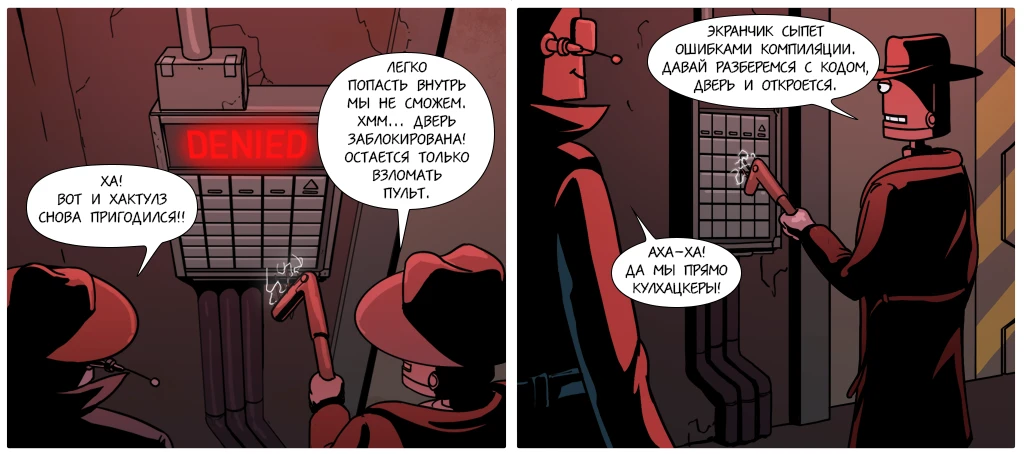 ЛЕГКО
ПОПАСТЬ ВНУТРЬ
МЫ НЕ СМОЖЕМ.
ХММ... ДВЕРЬ
ЗАБЛОКИРОВАНА!
ОСТАЕТСЯ ТОЛЬКО
ВЗЛОМАТЬ
ПУЛЬТ.
DENIED
ХА!
ВОТ И ХАКТУЛЗ
СНОВА ПРИГОДИЛСЯ!!
ЭКРАНЧИК СЫПЕТ
ОШИБКАМИ КОМПИЛЯЦИИ.
ДАВАЙ РАЗБЕРЕМСЯ С КОДОМ,
ДВЕРЬ И ОТКРОЕТСЯ.
АХА-ХА!
ДА МЫ ПРЯМО
КУЛХАЦКЕРЫ!